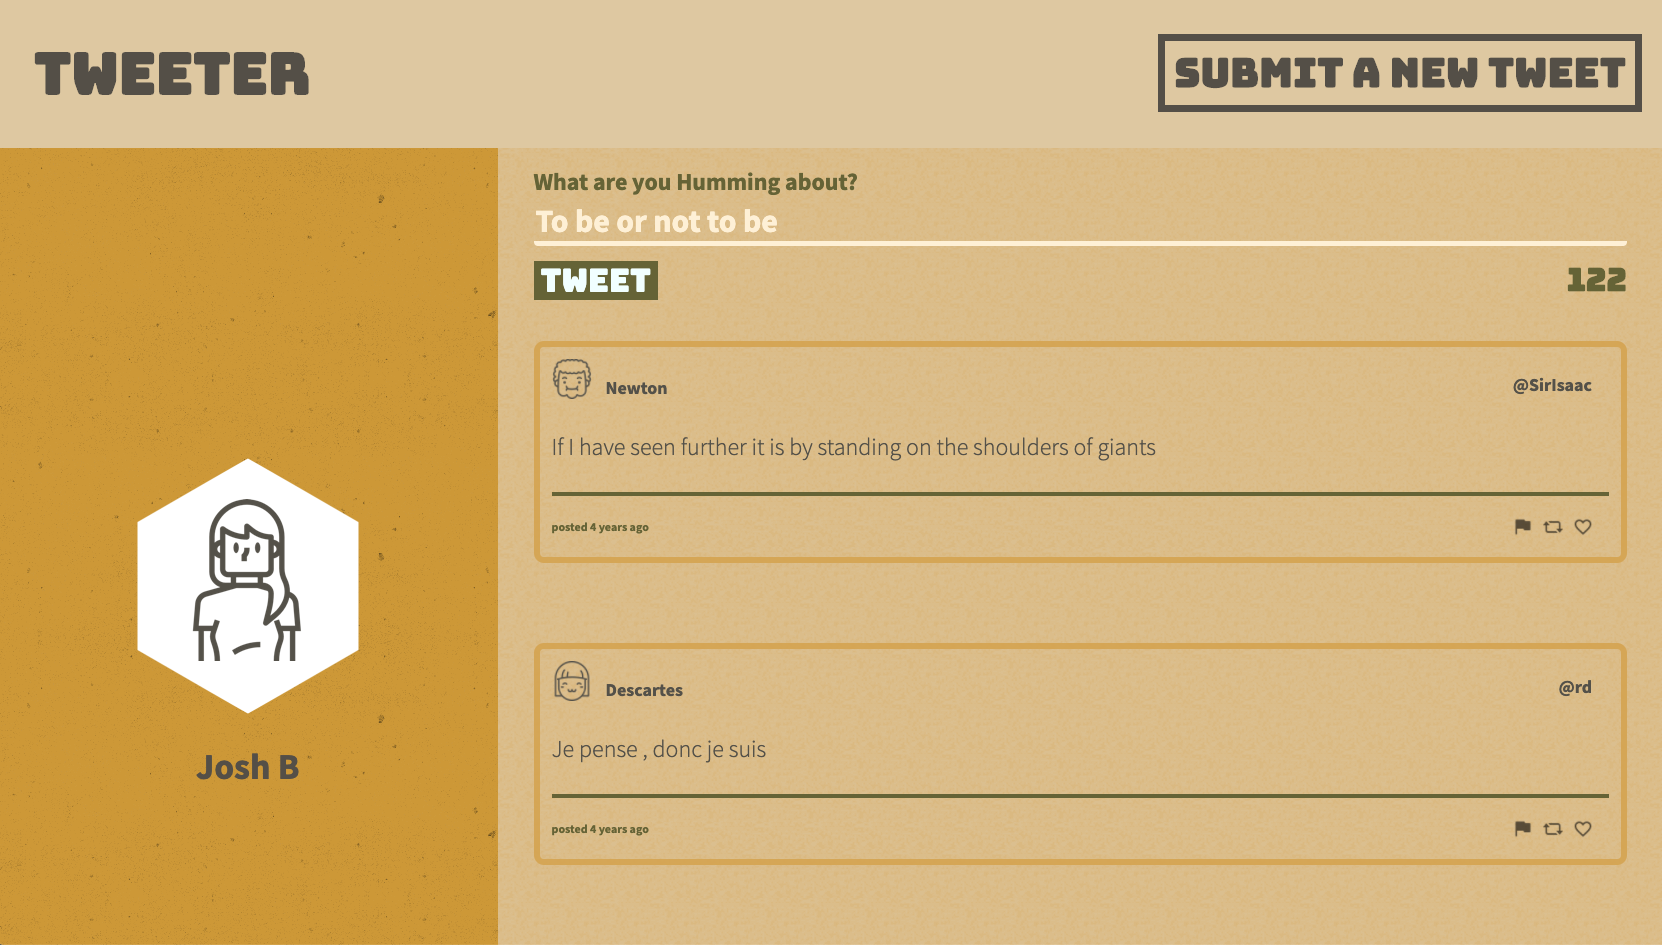 TWEETER
SUBMIT A NEW TWEET
What are you Humming about?
To be or not to be
TWEET
122
Newton
@SirIsaac
If I have seen further it is by standing on the shoulders of giants
posted 4 years ago
Descartes
@rd
Je pense , donc je suis
posted 4 years ago
Josh B